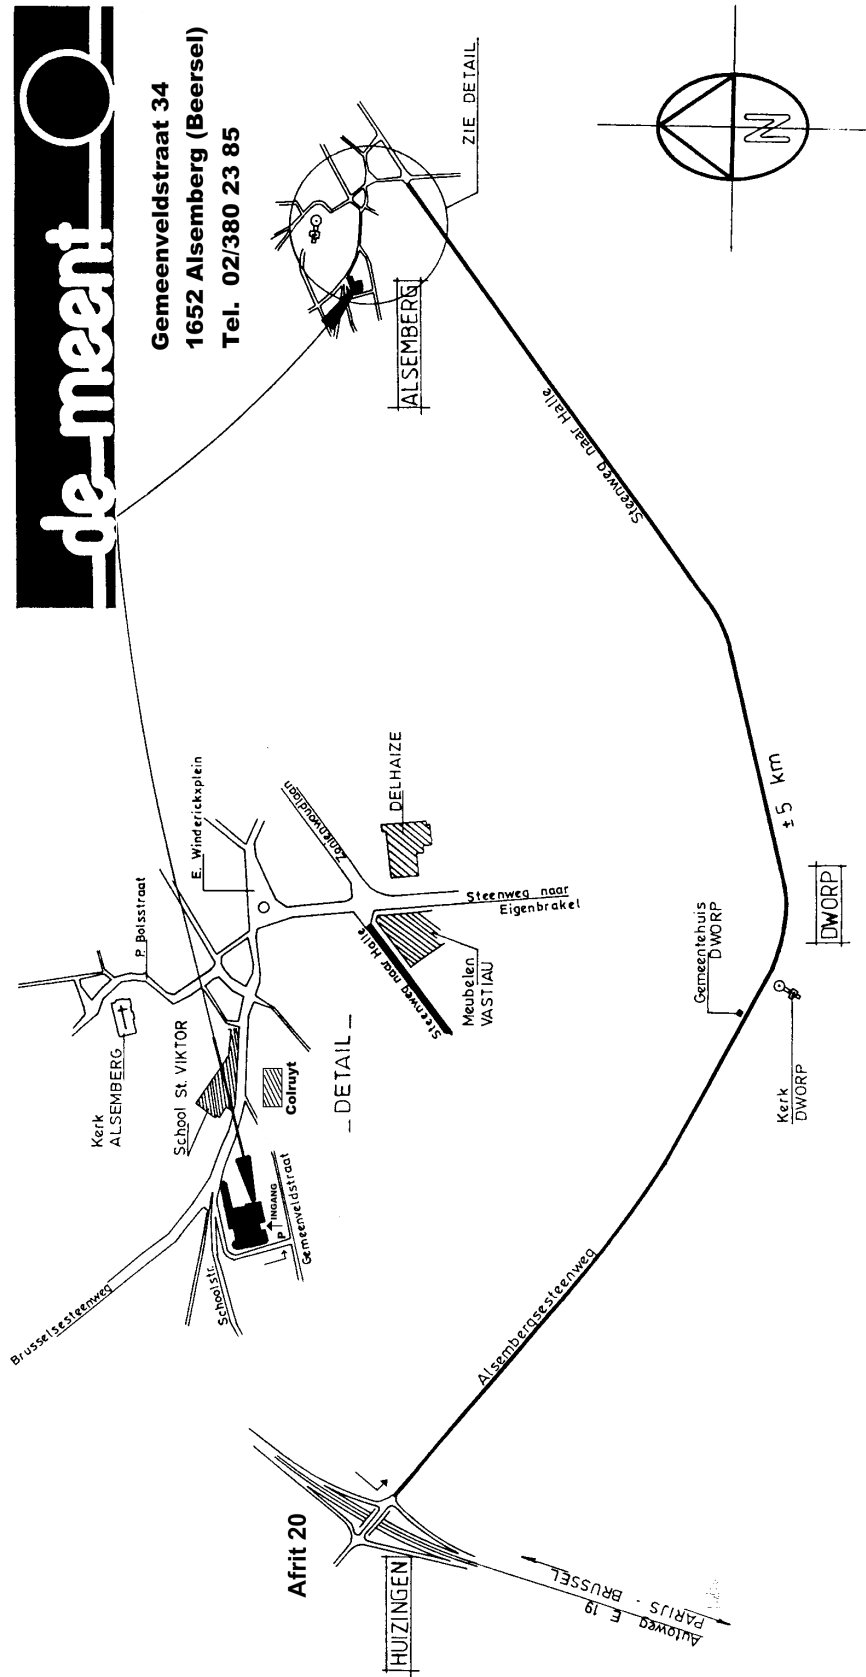 de meent
Gemeenveldstraat 34
1652 Alsemberg (Beersel)
Tel. 02/380 23 85
ZIE DETAIL
ALSEMBERG
N
Steenweg naar Halle
± 5 km
DWORP
Gemeentehuis
DWORP
Kerk
DWORP
Alsembergsesteenweg
Afrit 20
HUIZINGEN
Autoweg E 19
PARIJS - BRUSSEL
DETAIL
Brusselsesteenweg
Schoolstr.
Gemeenveldstraat
P
INGANG
Kerk
ALSEMBERG
School St. VIKTOR
Colruyt
P. Bolsstraat
E. Winderickxplein
Zoniënwoudlaan
DELHAIZE
Steenweg naar
Eigenbrakel
Steenweg naar Halle
Meubelen
VASTIAU